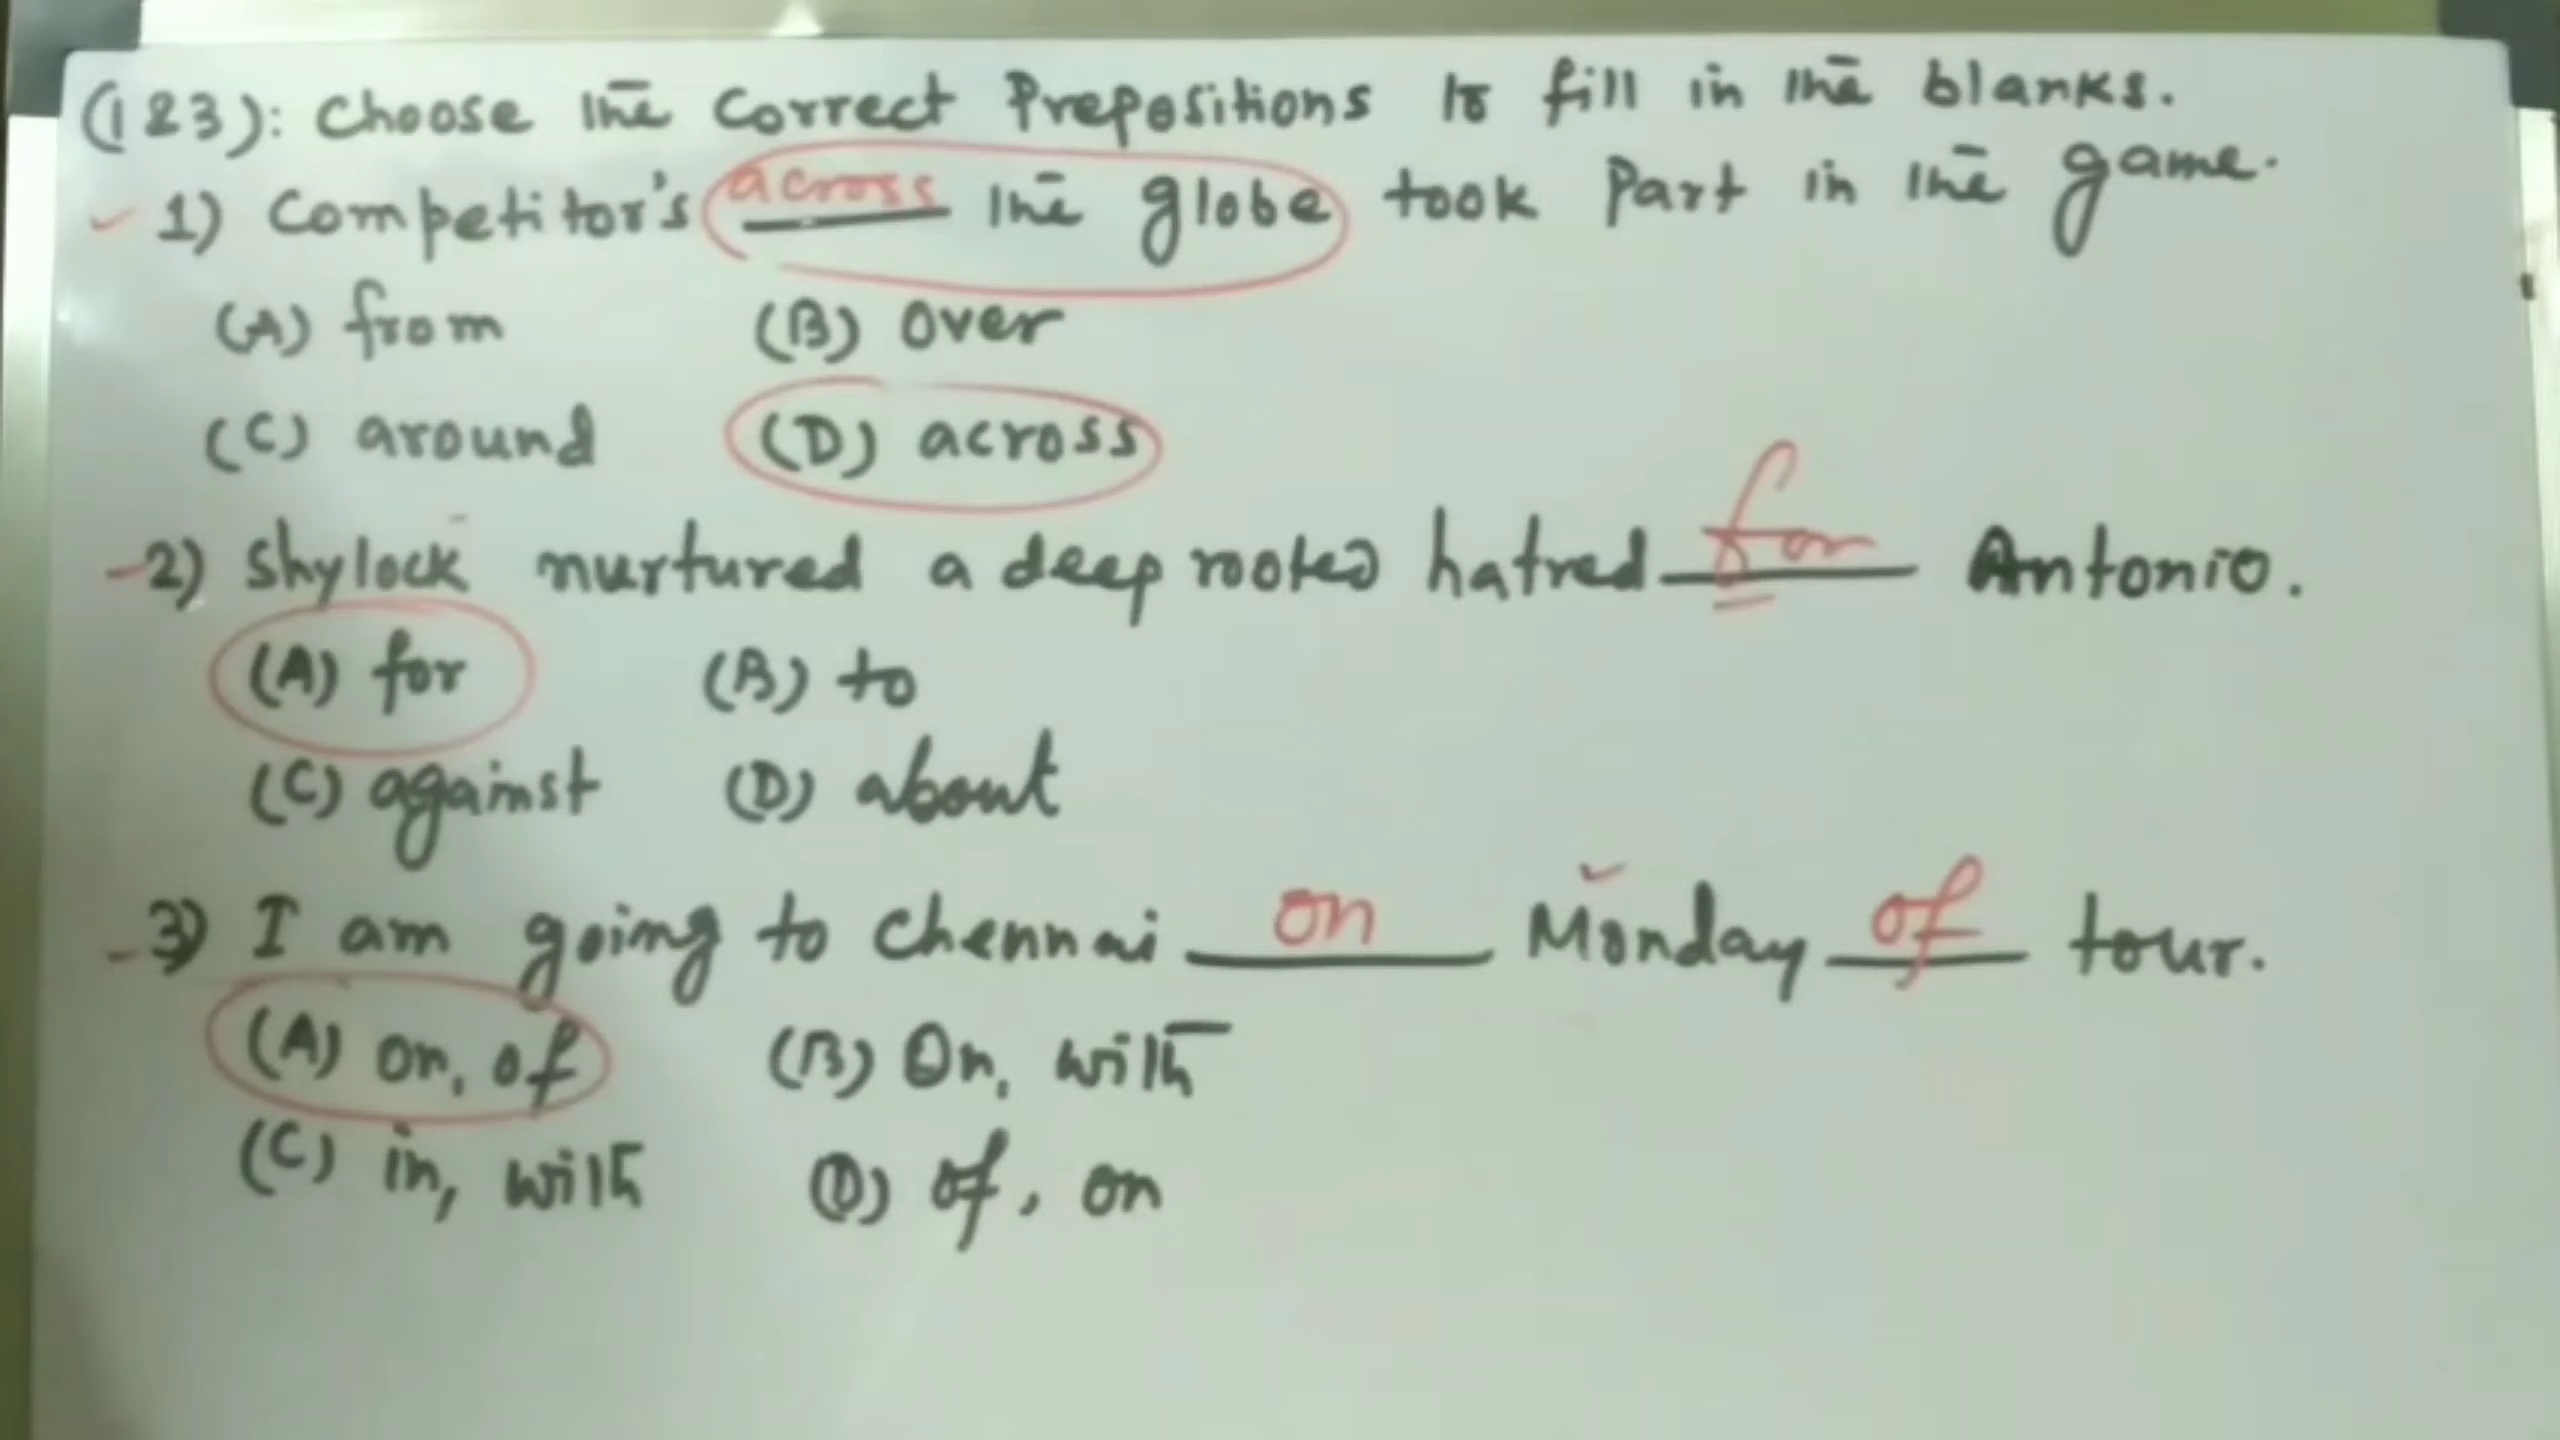 (123): Choose the Correct Prepositions to fill in the blanks.
1) Competitor's across the globe took Part in the game.
(A) from (B) over
(C) around (D) across
2) Shylock nurtured a deep rooted hatred for Antonio.
(A) for (B) to
(C) against (D) about
3) I am going to Chennai on Monday of tour.
(A) on, of (B) On, with
(C) in, with (D) of, on